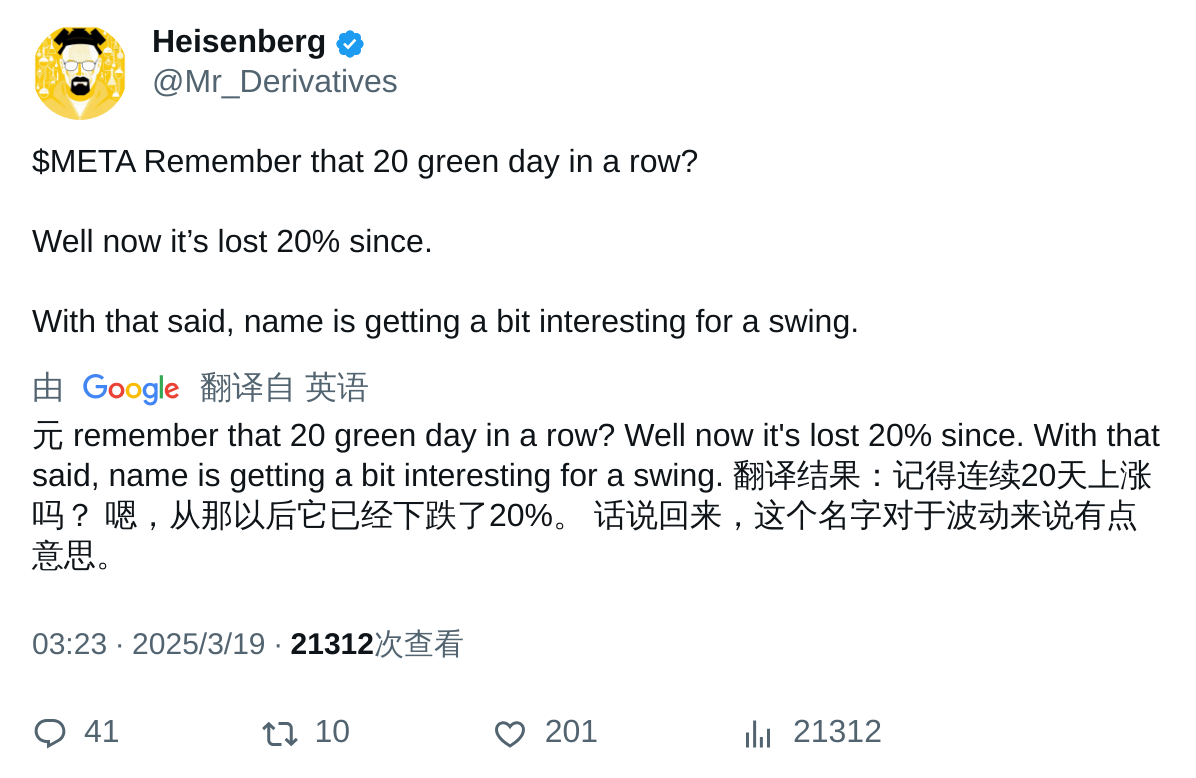 Heisenberg
@Mr_Derivatives
$META Remember that 20 green day in a row?
Well now it’s lost 20% since.
With that said, name is getting a bit interesting for a swing.
由 Google 翻译自 英语
元 remember that 20 green day in a row? Well now it's lost 20% since. With that
said, name is getting a bit interesting for a swing. 翻译结果：记得连续20天上涨
吗？ 嗯，从那以后它已经下跌了20%。 话说回来，这个名字对于波动来说有点
意思。
03:23 · 2025/3/19 · 21312次查看
41 10 201 21312